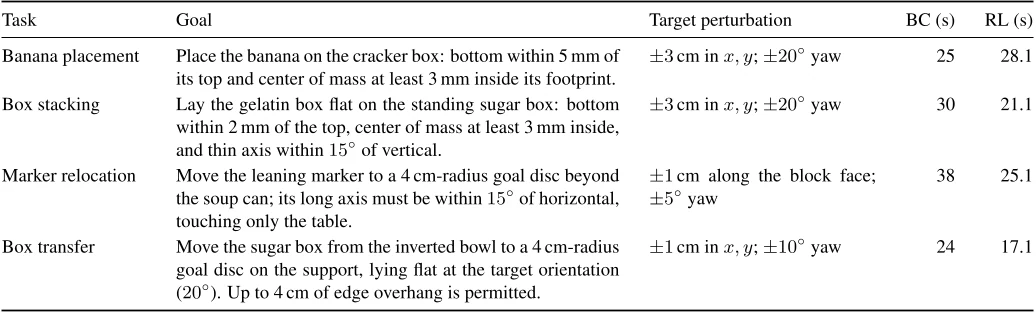 Task Goal Target perturbation BC (s) RL (s)
Banana placement Place the banana on the cracker box: bottom within 5 mm of ±3 cm in x, y; ±20° yaw 25 28.1
its top and center of mass at least 3 mm inside its footprint.
Box stacking Lay the gelatin box flat on the standing sugar box: bottom ±3 cm in x, y; ±20° yaw 30 21.1
within 2 mm of the top, center of mass at least 3 mm inside,
and thin axis within 15° of vertical.
Marker relocation Move the leaning marker to a 4 cm-radius goal disc beyond ±1 cm along the block face; 38 25.1
the soup can; its long axis must be within 15° of horizontal, ±5° yaw
touching only the table.
Box transfer Move the sugar box from the inverted bowl to a 4 cm-radius ±1 cm in x, y; ±10° yaw 24 17.1
goal disc on the support, lying flat at the target orientation
(20°). Up to 4 cm of edge overhang is permitted.